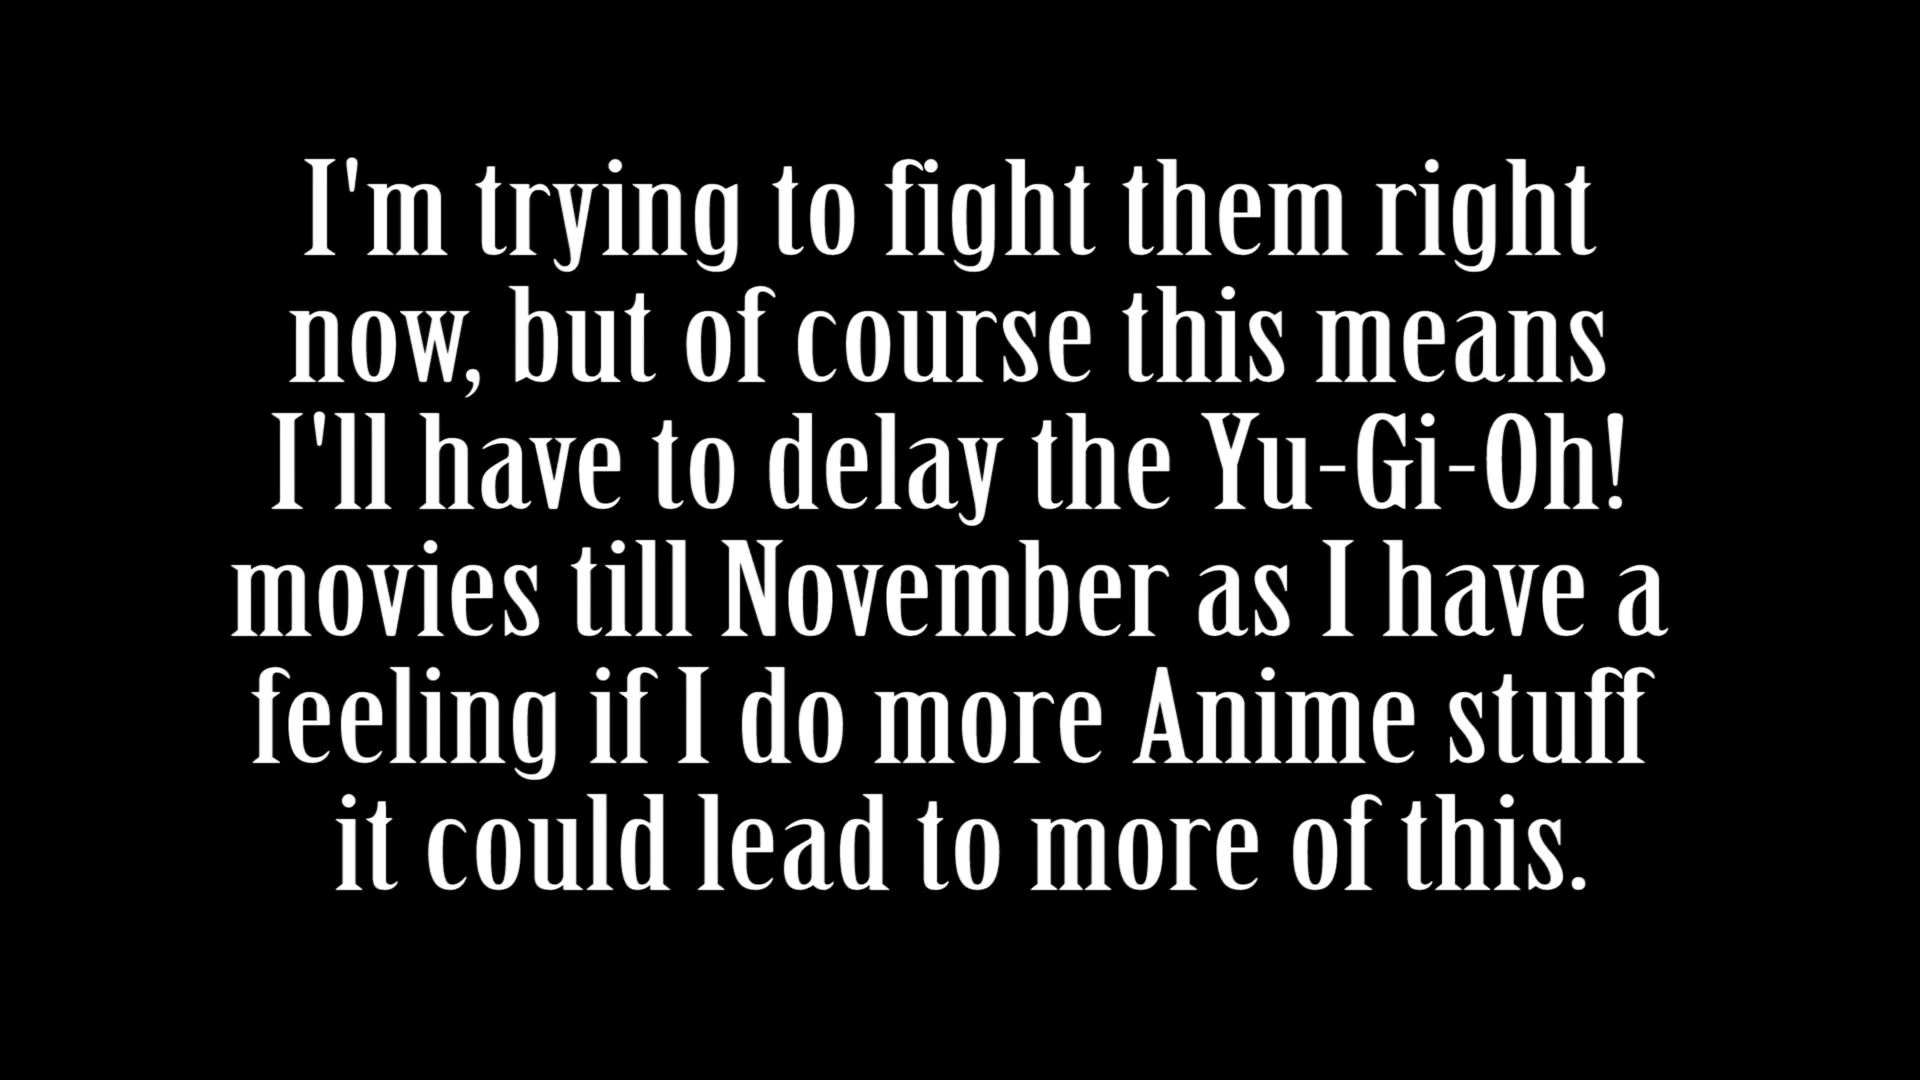 I'm trying to fight them right
now, but of course this means
I'll have to delay the Yu-Gi-Oh!
movies till November as I have a
feeling if I do more Anime stuff
it could lead to more of this.